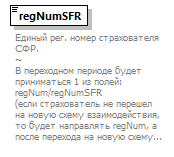 regNumSFR
Единый рег. номер страхователя
СФР.
~
В переходном периоде будет
приниматься 1 из полей:
regNum/regNumSFR
(если страхователь не перешел
на новую схему взаимодействия,
то будет направлять regNum, а
после перехода на новую схему...